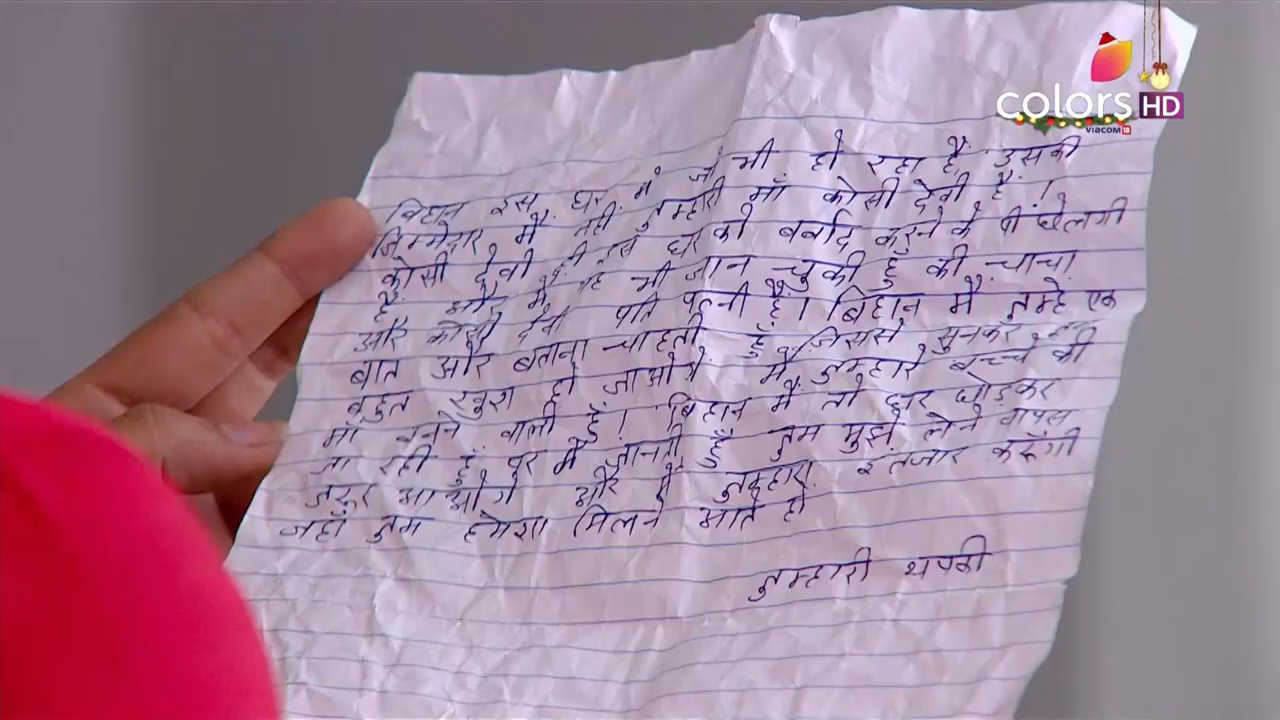 colors HD
VIACOM18
बिहान इस घर में जो भी हो रहा है उसकी
जिम्मेदार मैं नही तुम्हारी माँ कोसी देवी है।
कोसी देवी ही इस घर को बर्वाद करने के पी छेलगी
है और मैं यह भी जान चुकी हुँ की चाचा
और कोसी देवी पति पत्नी है। बिहान मैं तुम्हे एक
बात और बताना चाहती हुँ जिससे सुनकर तुम
बहुत खुश हो जाओगे मैं तुम्हारे बच्चे की
माँ बनने वाली हुँ! बिहान मैं तो घर छोड़कर
जा रही हुँ पर मैं जानती हुँ तुम मुझे लेने वापस
जरुर आओगे और मैं तुम्हारा इंतजार करूंगी
जहाँ तुम हमेशा मिलने आते हो
तुम्हारी थपकी